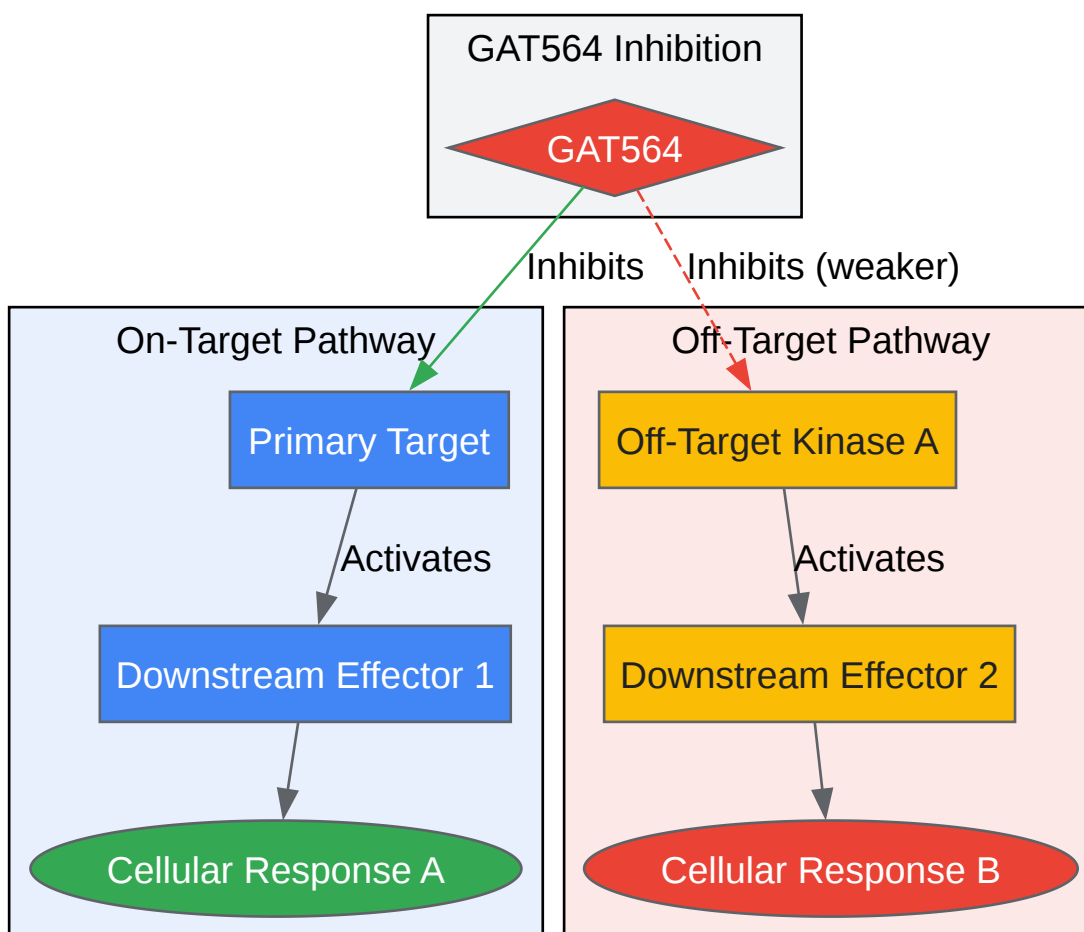 GAT564 Inhibition
GAT564
Inhibits
Inhibits (weaker)
On-Target Pathway
Off-Target Pathway
Primary Target
Off-Target Kinase A
Activates
Activates
Downstream Effector 1
Downstream Effector 2
Cellular Response A
Cellular Response B